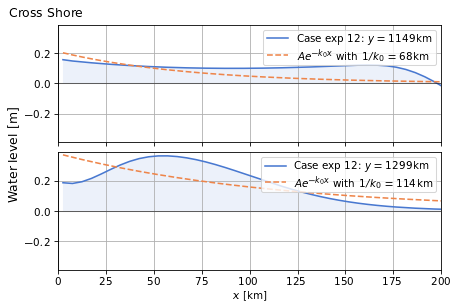 Cross Shore
Water level [m]
0.2
0.0
−0.2
Case exp 12: y = 1149km
Ae^{−k₀x} with 1/k₀ = 68km
0.2
0.0
−0.2
Case exp 12: y = 1299km
Ae^{−k₀x} with 1/k₀ = 114km
0 25 50 75 100 125 150 175 200
x [km]